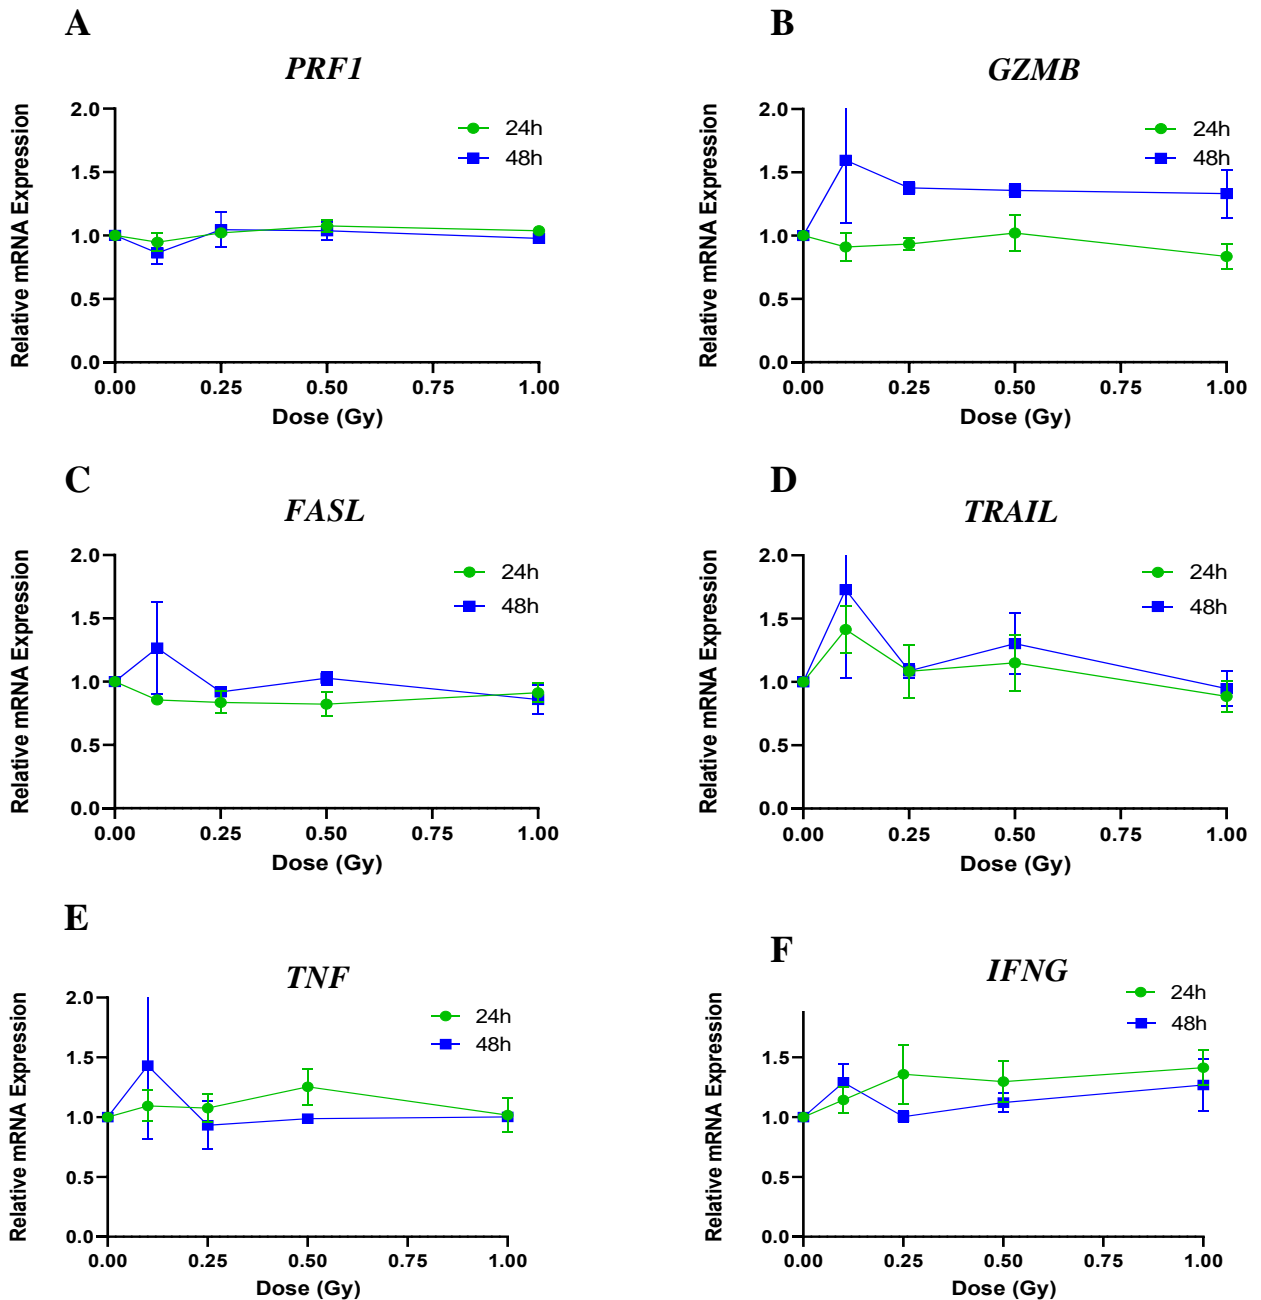 A
PRF1
Relative mRNA Expression
2.0
1.5
1.0
0.5
0.0
0.00 0.25 0.50 0.75 1.00
Dose (Gy)
24h
48h
B
GZMB
Relative mRNA Expression
2.0
1.5
1.0
0.5
0.0
0.00 0.25 0.50 0.75 1.00
Dose (Gy)
24h
48h
C
FASL
Relative mRNA Expression
2.0
1.5
1.0
0.5
0.0
0.00 0.25 0.50 0.75 1.00
Dose (Gy)
24h
48h
D
TRAIL
Relative mRNA Expression
2.0
1.5
1.0
0.5
0.0
0.00 0.25 0.50 0.75 1.00
Dose (Gy)
24h
48h
E
TNF
Relative mRNA Expression
2.0
1.5
1.0
0.5
0.0
0.00 0.25 0.50 0.75 1.00
Dose (Gy)
24h
48h
F
IFNG
Relative mRNA Expression
1.5
1.0
0.5
0.0
0.00 0.25 0.50 0.75 1.00
Dose (Gy)
24h
48h